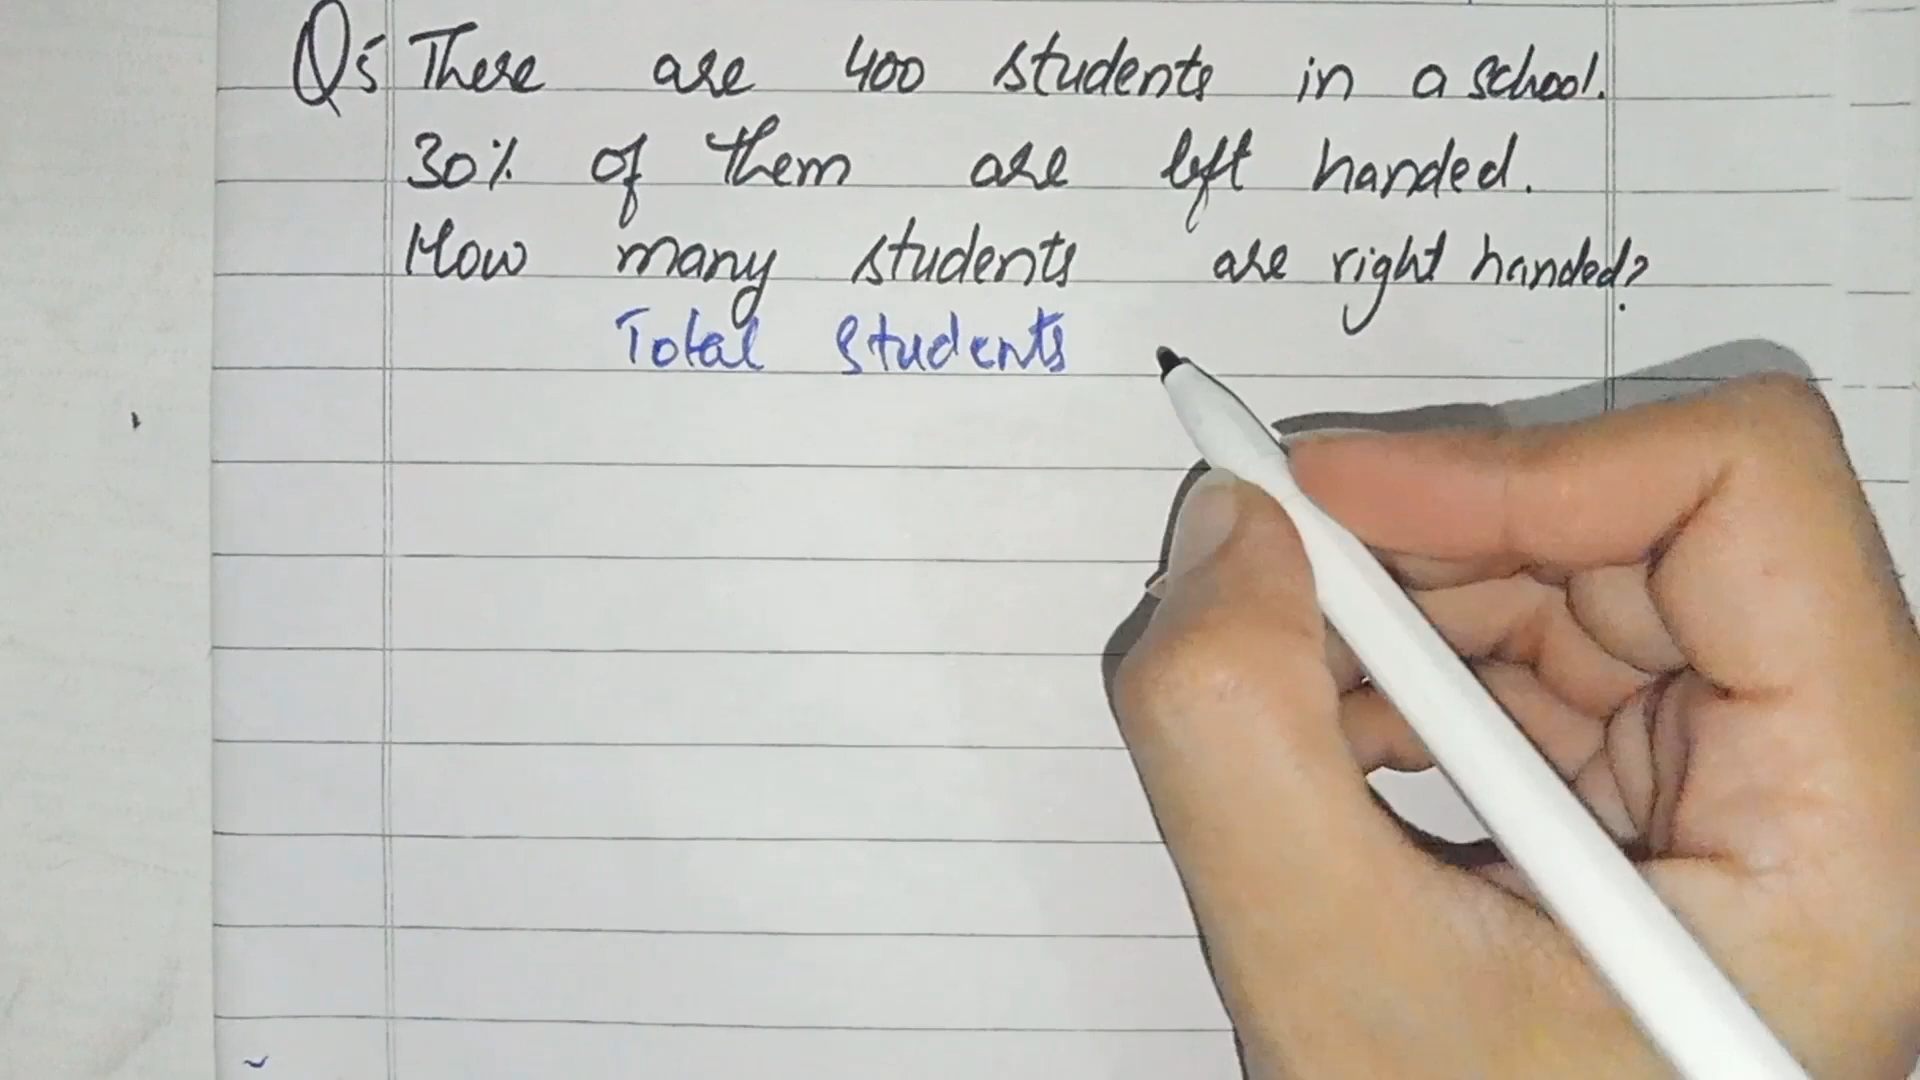 Q5 There are 400 students in a school.
30% of them are left handed.
How many students are right handed?
Total students